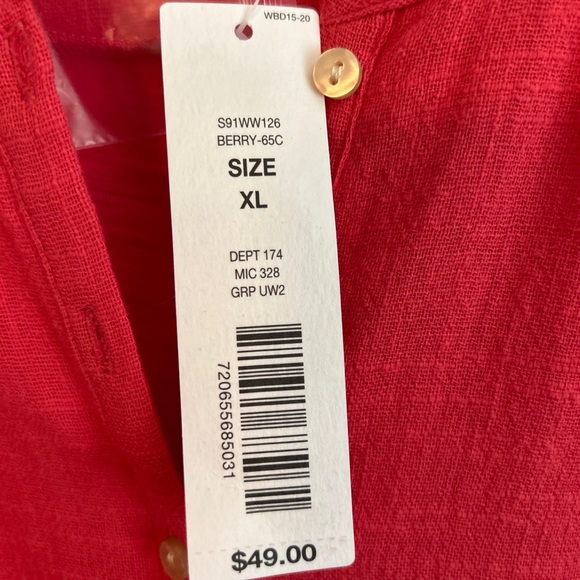 WBD15-20
S91WW126
BERRY-65C
SIZE
XL
DEPT 174
MIC 328
GRP UW2
720655685031
$49.00